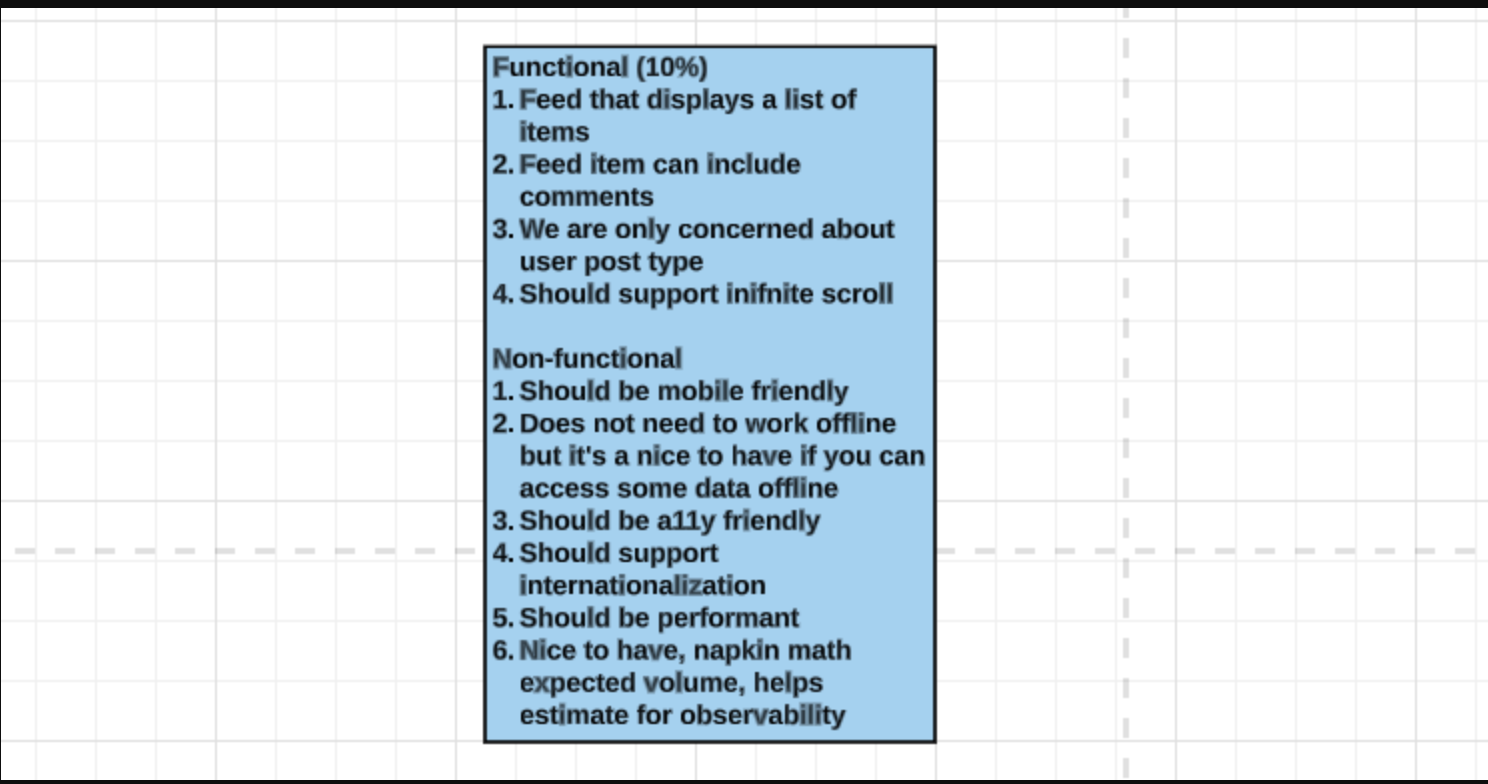 Functional (10%)
1. Feed that displays a list of
items
2. Feed item can include
comments
3. We are only concerned about
user post type
4. Should support inifnite scroll
Non-functional
1. Should be mobile friendly
2. Does not need to work offline
but it's a nice to have if you can
access some data offline
3. Should be a11y friendly
4. Should support
internationalization
5. Should be performant
6. Nice to have, napkin math
expected volume, helps
estimate for observability